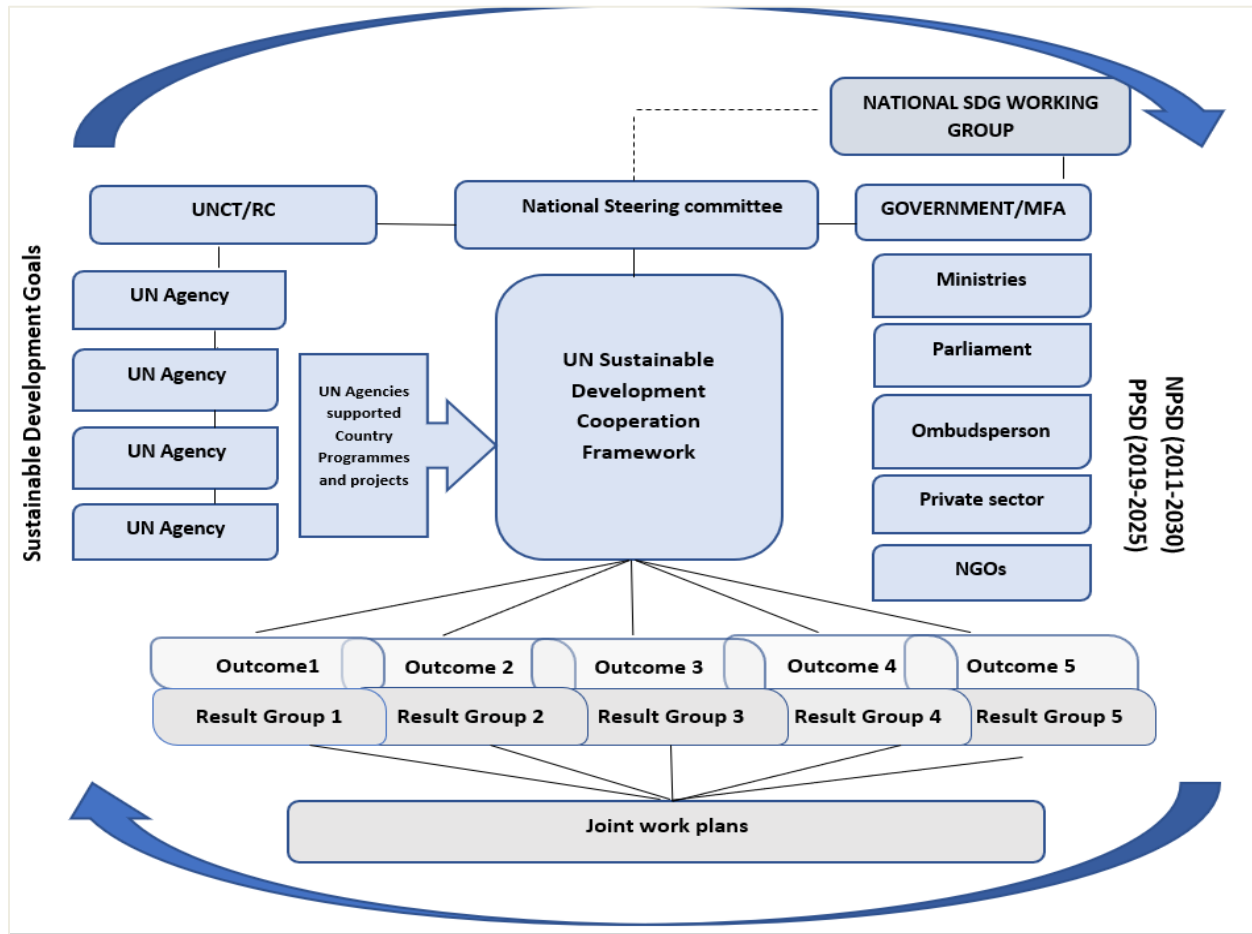 NATIONAL SDG WORKING
GROUP
UNCT/RC
National Steering committee
GOVERNMENT/MFA
Sustainable Development Goals
UN Agency
UN Agency
UN Agency
UN Agency
UN Agencies
supported
Country
Programmes
and projects
UN Sustainable
Development
Cooperation
Framework
Ministries
Parliament
Ombudsperson
Private sector
NGOs
NPSD (2011-2030)
PPSD (2019-2025)
Outcome1
Outcome 2
Outcome 3
Outcome 4
Outcome 5
Result Group 1
Result Group 2
Result Group 3
Result Group 4
Result Group 5
Joint work plans